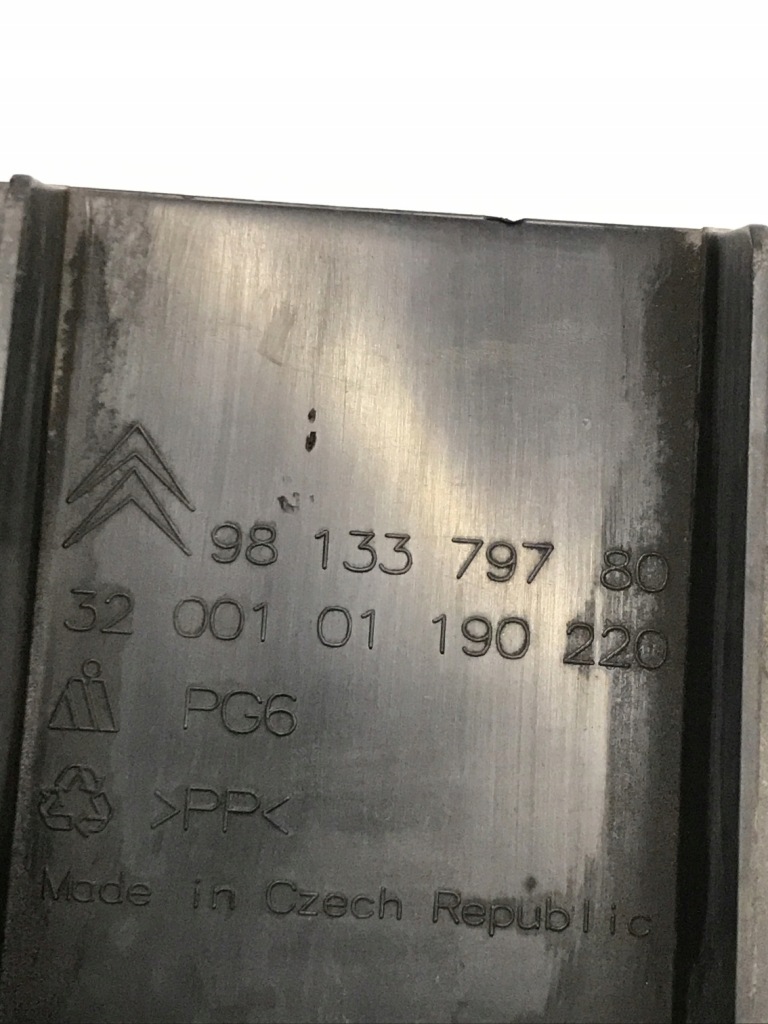 98 133 797 80
32 001 01 190 220
PG6
>PP<
Made in Czech Republic